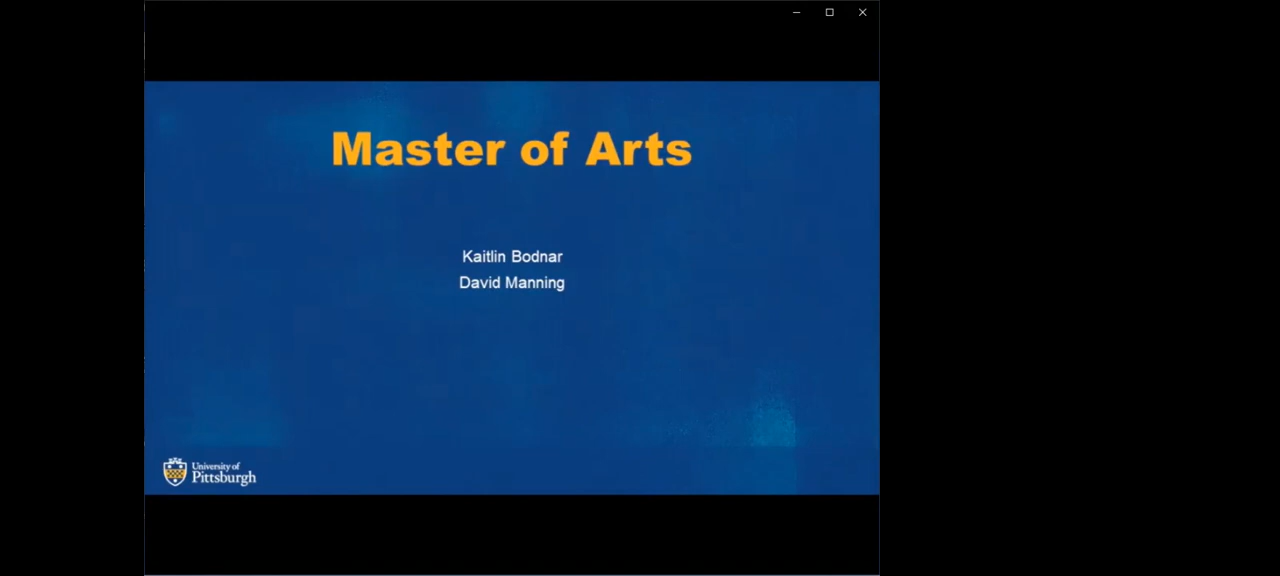 Master of Arts
Kaitlin Bodnar
David Manning
University of
Pittsburgh